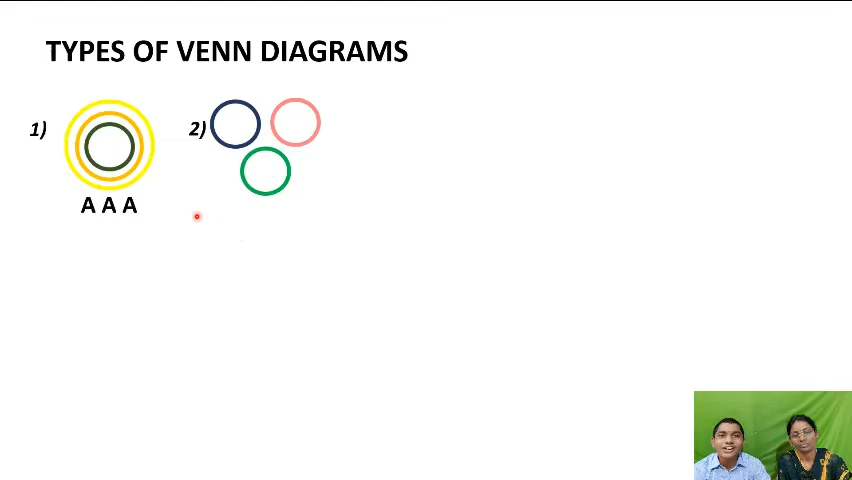 TYPES OF VENN DIAGRAMS
1) 2)
A A A